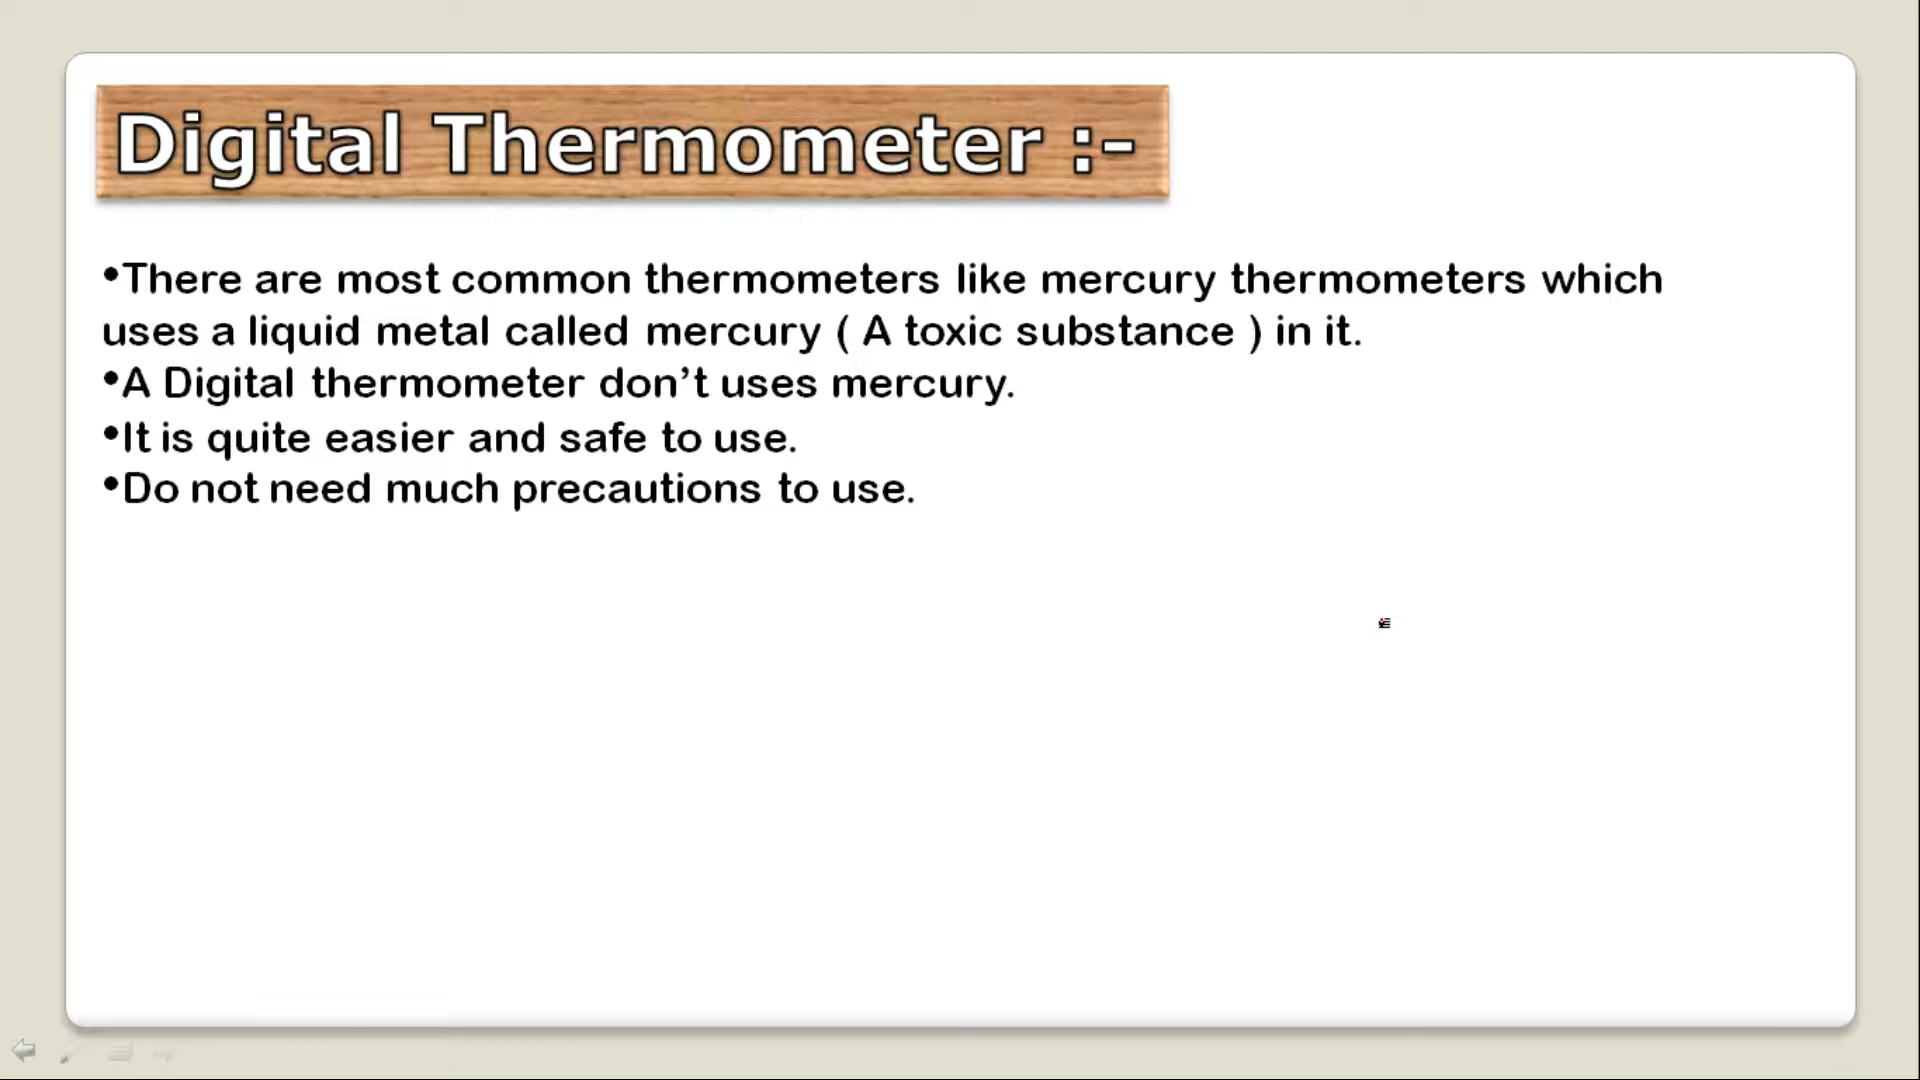 Digital Thermometer :-
•There are most common thermometers like mercury thermometers which
uses a liquid metal called mercury ( A toxic substance ) in it.
•A Digital thermometer don’t uses mercury.
•It is quite easier and safe to use.
•Do not need much precautions to use.